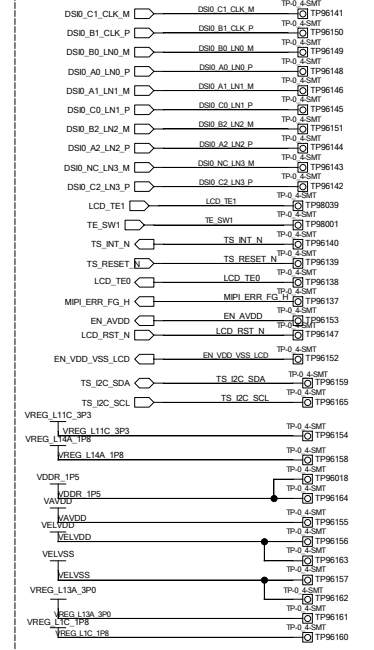 TP-0_4-SMT
DSI0_C1_CLK_M DSI0_C1_CLK_M TP96141
TP-0_4-SMT
DSI0_B1_CLK_P DSI0_B1_CLK_P TP96150
TP-0_4-SMT
DSI0_B0_LN0_M DSI0_B0_LN0_M TP96149
TP-0_4-SMT
DSI0_A0_LN0_P DSI0_A0_LN0_P TP96148
TP-0_4-SMT
DSI0_A1_LN1_M DSI0_A1_LN1_M TP96146
TP-0_4-SMT
DSI0_C0_LN1_P DSI0_C0_LN1_P TP96145
TP-0_4-SMT
DSI0_B2_LN2_M DSI0_B2_LN2_M TP96151
TP-0_4-SMT
DSI0_A2_LN2_P DSI0_A2_LN2_P TP96144
TP-0_4-SMT
DSI0_NC_LN3_M DSI0_NC_LN3_M TP96143
TP-0_4-SMT
DSI0_C2_LN3_P DSI0_C2_LN3_P TP96142
TP-0_4-SMT
LCD_TE1 LCD_TE1 TP98039
TP-0_4-SMT
TE_SW1 TE_SW1 TP98001
TP-0_4-SMT
TS_INT_N TS_INT_N TP96140
TP-0_4-SMT
TS_RESET_N TS_RESET_N TP96139
TP-0_4-SMT
LCD_TE0 LCD_TE0 TP96138
TP-0_4-SMT
MIPI_ERR_FG_H MIPI_ERR_FG_H TP96137
TP-0_4-SMT
EN_AVDD EN_AVDD TP96153
TP-0_4-SMT
LCD_RST_N LCD_RST_N TP96147
TP-0_4-SMT
EN_VDD_VSS_LCD EN_VDD_VSS_LCD TP96152
TP-0_4-SMT
TS_I2C_SDA TS_I2C_SDA TP96159
TP-0_4-SMT
TS_I2C_SCL TS_I2C_SCL TP96165
VREG_L11C_3P3
TP-0_4-SMT
VREG_L11C_3P3 TP96154
VREG_L14A_1P8
TP-0_4-SMT
VREG_L14A_1P8 TP96158
TP-0_4-SMT
VDDR_1P5 TP96018
TP-0_4-SMT
VDDR_1P5 TP96164
VAVDD
TP-0_4-SMT
VAVDD TP96155
VELVDD
TP-0_4-SMT
VELVDD TP96156
TP-0_4-SMT
VELVSS TP96163
TP-0_4-SMT
VELVSS TP96157
VREG_L13A_3P0
TP-0_4-SMT
TP96162
TP-0_4-SMT
VREG_L13A_3P0 TP96161
VREG_L1C_1P8
TP-0_4-SMT
VREG_L1C_1P8 TP96160